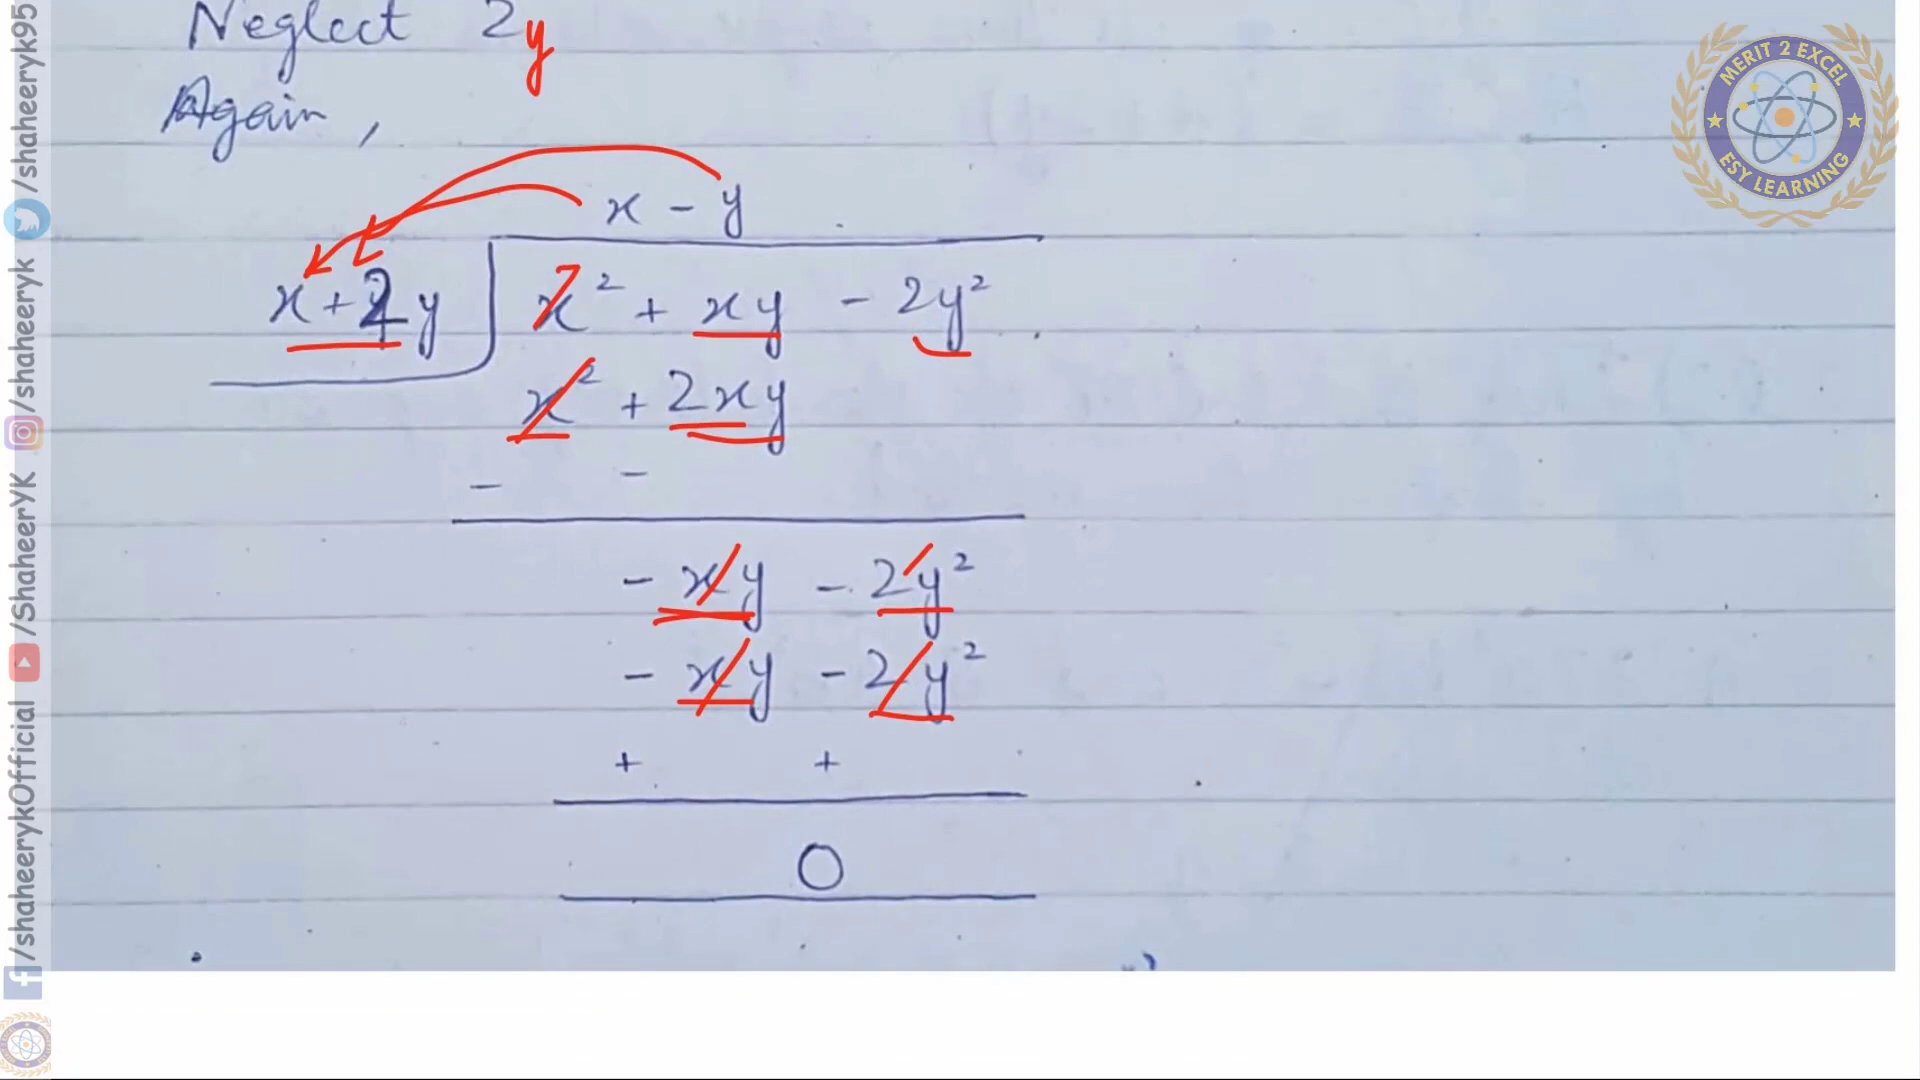 Neglect 2y
Again,
x - y
x + 2y
x² + xy - 2y²
x² + 2xy
- -
- xy - 2y²
- xy - 2y²
+ +
0
MERIT 2 EXCEL
ESY LEARNING
/shaheerykOfficial
/ShaheerYK
/shaheeryk
/shaheeryk95